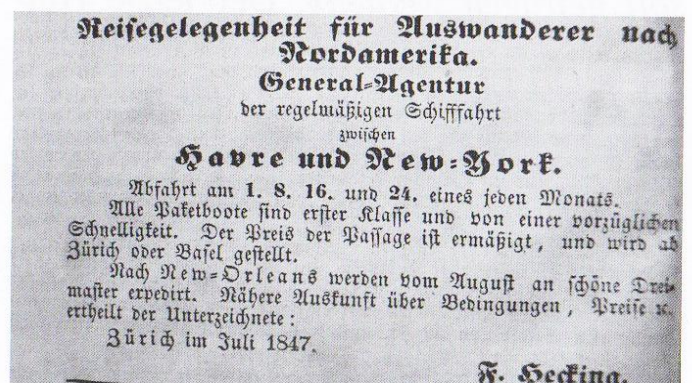 Reisegelegenheit für Auswanderer nach
Nordamerika.
General-Agentur
der regelmäßigen Schifffahrt
zwischen
Havre und New-York.
Abfahrt am 1. 8. 16. und 24. eines jeden Monats.
Alle Paketboote sind erster Klasse und von einer vorzüglichen
Schnelligkeit. Der Preis der Passage ist ermäßigt, und wird ab
Zürich oder Basel gestellt.
Nach New-Orleans werden vom August an schöne Drei-
master expedirt. Nähere Auskunft über Bedingungen, Preise ꝛc.
ertheilt der Unterzeichnete:
Zürich im Juli 1847.
F. Hecking.